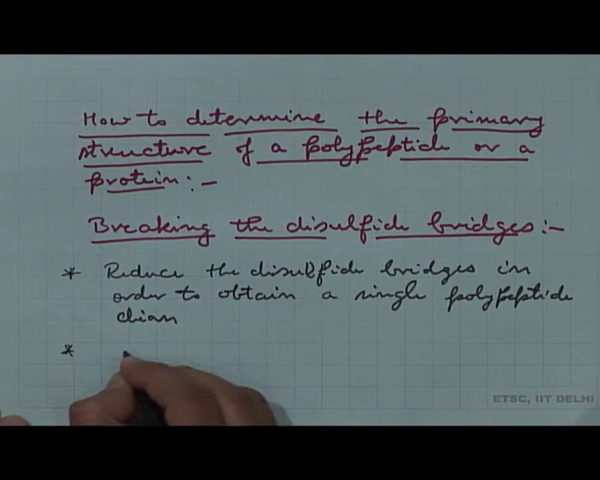 How to determine the primary
structure of a polypeptide or a
protein:-
Breaking the disulfide bridges:-
* Reduce the disulfide bridges in
order to obtain a single polypeptide
chian
*
ETSC, IIT DELHI